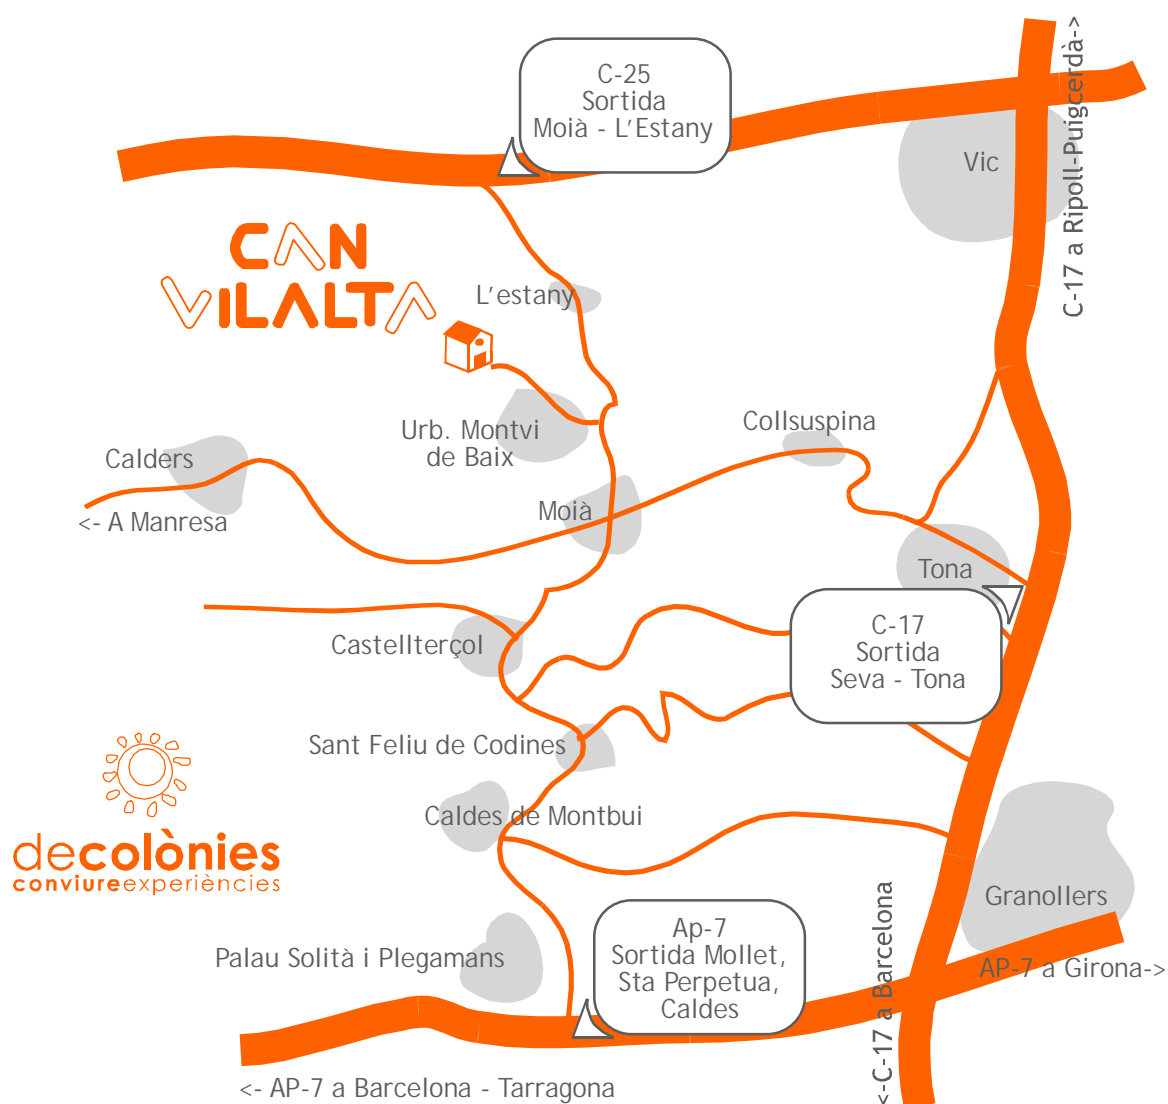 C-17 a Ripoll-Puigcerdà->
C-25
Sortida
Moià - L'Estany
Vic
CAN
VILALTA
L'estany
Collsuspina
Urb. Montvi
de Baix
Calders
<- A Manresa
Moià
Tona
C-17
Sortida
Seva - Tona
Castellterçol
Sant Feliu de Codines
Caldes de Montbui
decolònies
conviureexperiències
Granollers
Ap-7
Sortida Mollet,
Sta Perpetua,
Caldes
Palau Solità i Plegamans
AP-7 a Girona->
<-C-17 a Barcelona
<- AP-7 a Barcelona - Tarragona